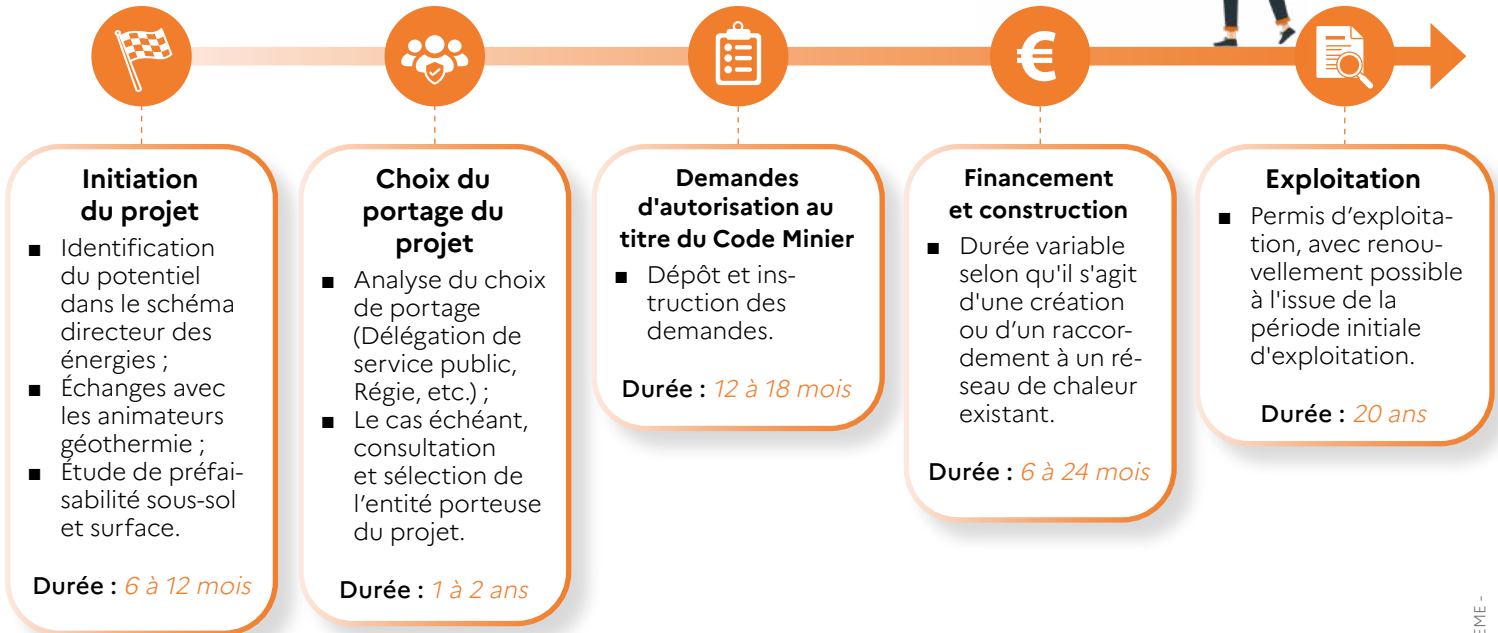 €
Initiation
du projet
■ Identification
du potentiel
dans le schéma
directeur des
énergies ;
■ Échanges avec
les animateurs
géothermie ;
■ Étude de préfai-
sabilité sous-sol
et surface.
Durée : 6 à 12 mois
Choix du
portage du
projet
■ Analyse du choix
de portage
(Délégation de
service public,
Régie, etc.) ;
■ Le cas échéant,
consultation
et sélection de
l’entité porteuse
du projet.
Durée : 1 à 2 ans
Demandes
d'autorisation au
titre du Code Minier
■ Dépôt et ins-
truction des
demandes.
Durée : 12 à 18 mois
Financement
et construction
■ Durée variable
selon qu'il s'agit
d'une création
ou d’un raccor-
dement à un ré-
seau de chaleur
existant.
Durée : 6 à 24 mois
Exploitation
■ Permis d’exploita-
tion, avec renou-
vellement possible
à l'issue de la
période initiale
d'exploitation.
Durée : 20 ans